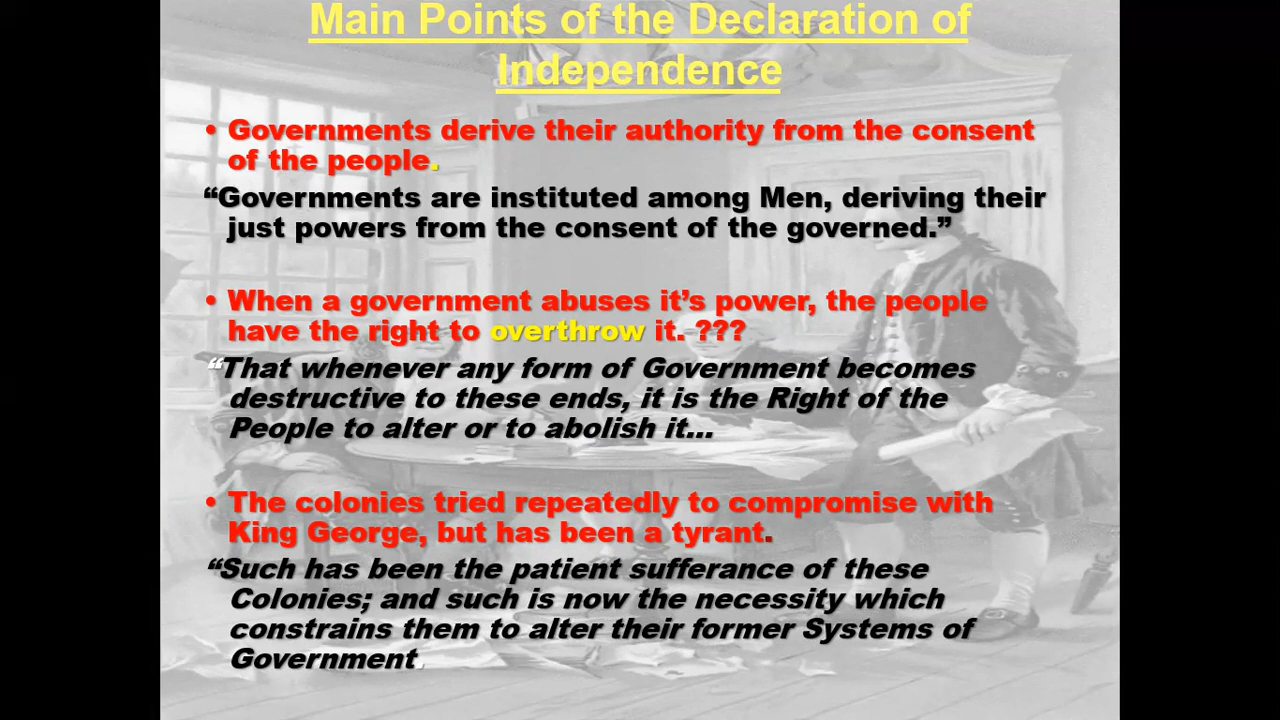 Main Points of the Declaration of
Independence
• Governments derive their authority from the consent
of the people.
“Governments are instituted among Men, deriving their
just powers from the consent of the governed.”
• When a government abuses it’s power, the people
have the right to overthrow it. ???
“That whenever any form of Government becomes
destructive to these ends, it is the Right of the
People to alter or to abolish it...
• The colonies tried repeatedly to compromise with
King George, but has been a tyrant.
“Such has been the patient sufferance of these
Colonies; and such is now the necessity which
constrains them to alter their former Systems of
Government.